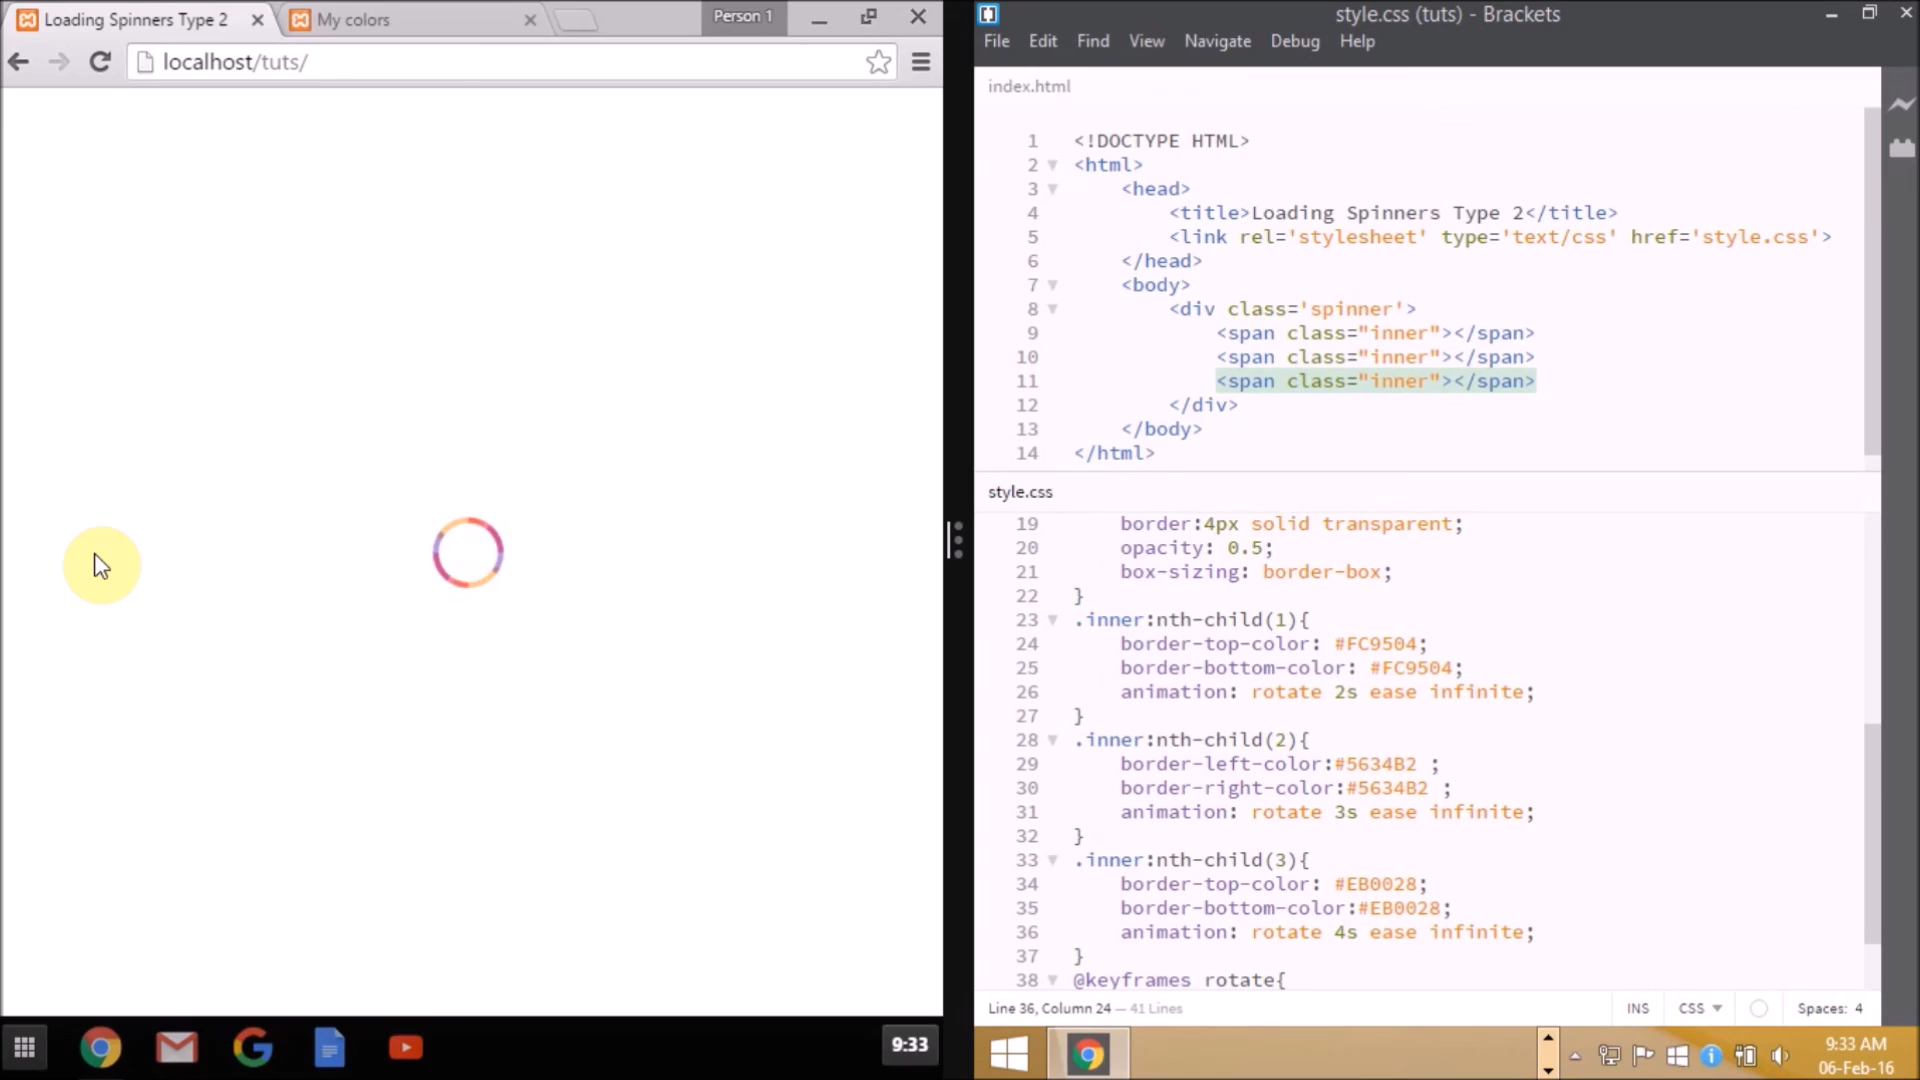 Loading Spinners Type 2
My colors
Person 1
localhost/tuts/
9:33
style.css (tuts) - Brackets
File Edit Find View Navigate Debug Help
index.html
1 <!DOCTYPE HTML>
2 <html>
3 <head>
4 <title>Loading Spinners Type 2</title>
5 <link rel='stylesheet' type='text/css' href='style.css'>
6 </head>
7 <body>
8 <div class='spinner'>
9 <span class="inner"></span>
10 <span class="inner"></span>
11 <span class="inner"></span>
12 </div>
13 </body>
14 </html>
style.css
19 border:4px solid transparent;
20 opacity: 0.5;
21 box-sizing: border-box;
22 }
23 .inner:nth-child(1){
24 border-top-color: #FC9504;
25 border-bottom-color: #FC9504;
26 animation: rotate 2s ease infinite;
27 }
28 .inner:nth-child(2){
29 border-left-color:#5634B2 ;
30 border-right-color:#5634B2 ;
31 animation: rotate 3s ease infinite;
32 }
33 .inner:nth-child(3){
34 border-top-color: #EB0028;
35 border-bottom-color:#EB0028;
36 animation: rotate 4s ease infinite;
37 }
38 @keyframes rotate{
Line 36, Column 24 — 41 Lines
INS CSS Spaces: 4
9:33 AM
06-Feb-16